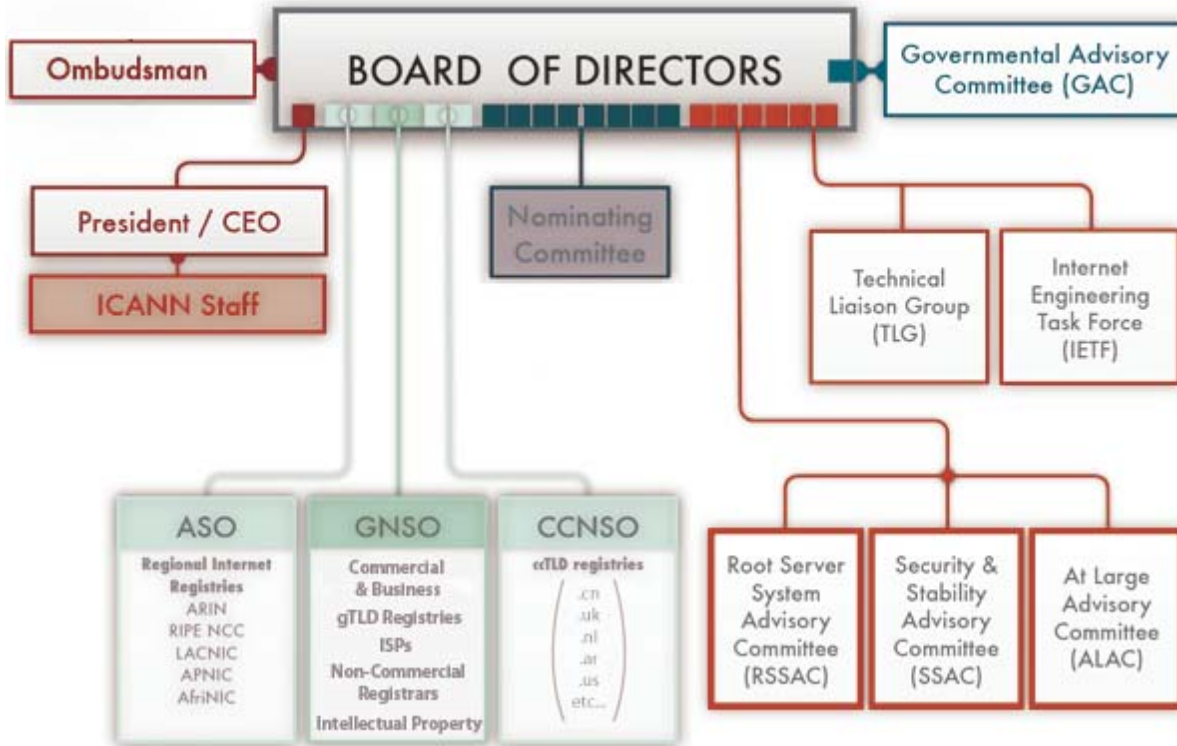 BOARD OF DIRECTORS
Ombudsman
Governmental Advisory
Committee (GAC)
President / CEO
ICANN Staff
Nominating
Committee
Technical
Liaison Group
(TLG)
Internet
Engineering
Task Force
(IETF)
ASO
Regional Internet
Registries
ARIN
RIPE NCC
LACNIC
APNIC
AfriNIC
GNSO
Commercial
& Business
gTLD Registries
ISPs
Non-Commercial
Registrars
Intellectual Property
CCNSO
ccTLD registries
.cn
.uk
.nl
.ar
.us
etc...
Root Server
System
Advisory
Committee
(RSSAC)
Security &
Stability
Advisory
Committee
(SSAC)
At Large
Advisory
Committee
(ALAC)